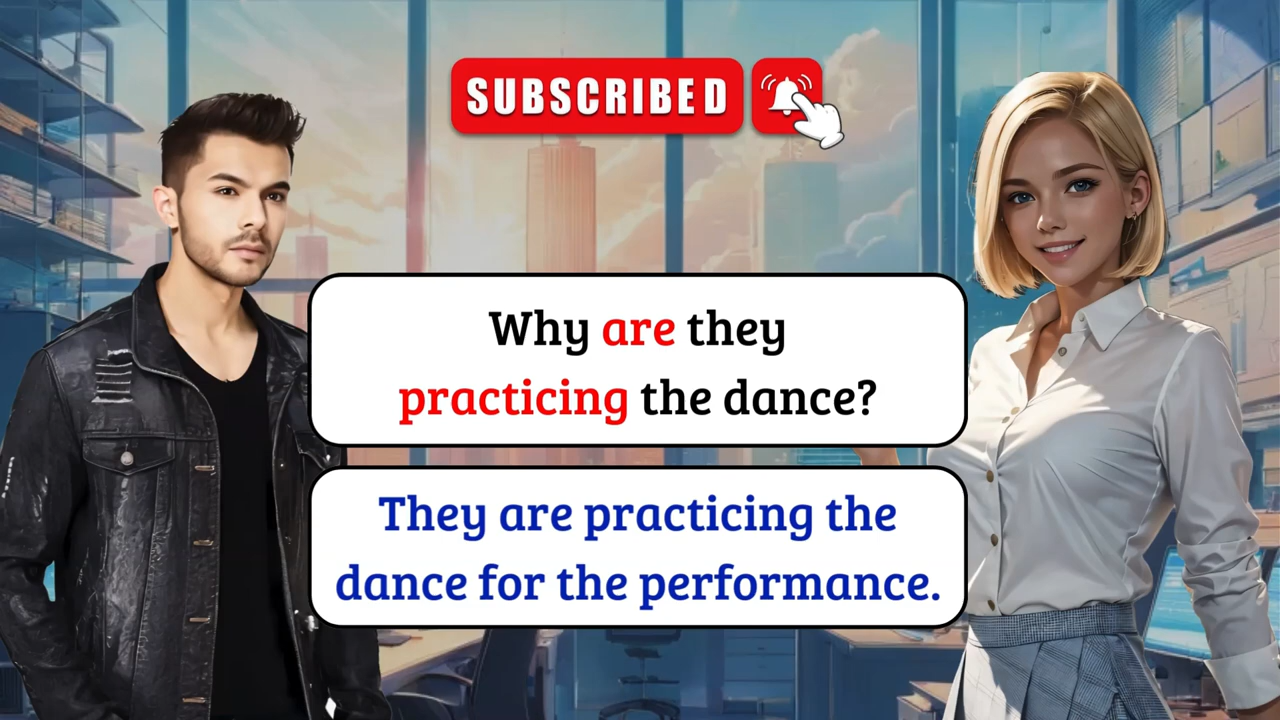 SUBSCRIBED
Why are they
practicing the dance?
They are practicing the
dance for the performance.